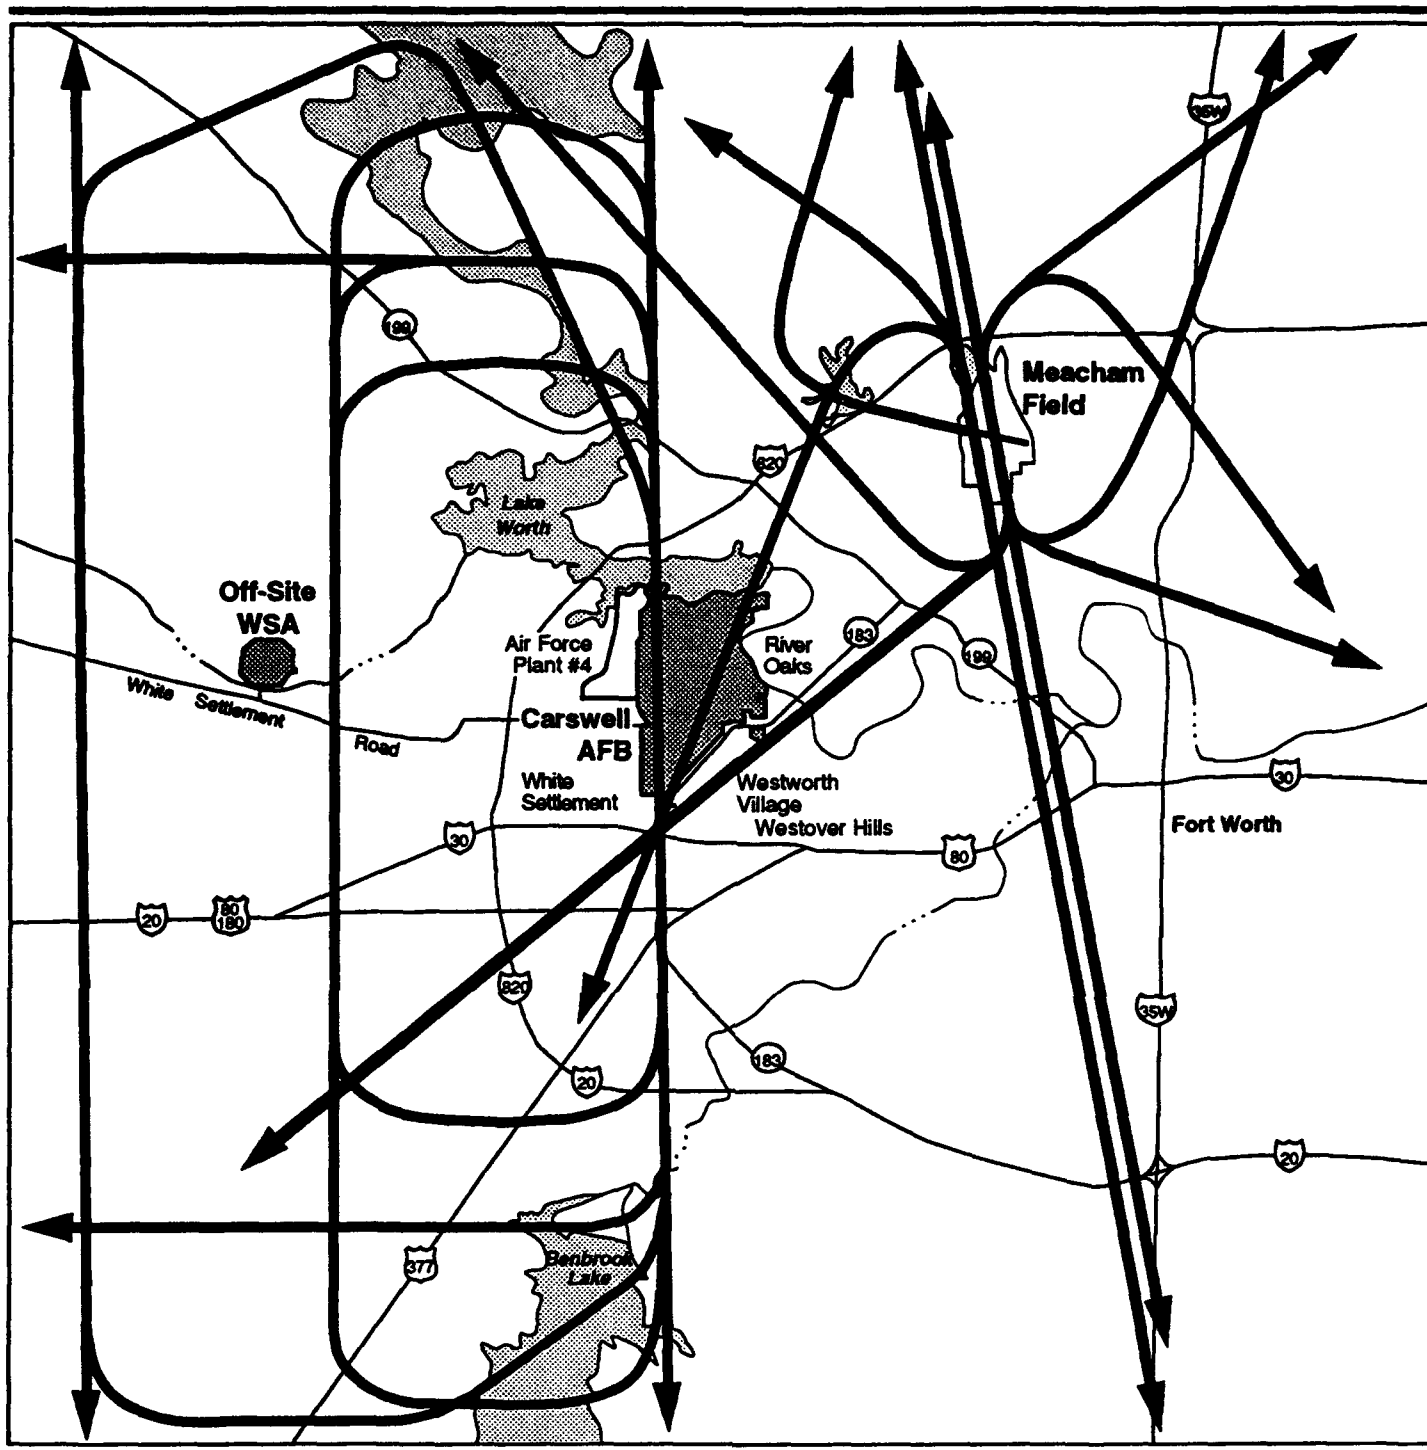 35W
199
Meacham
Field
820
Lake
Worth
Off-Site
WSA
Air Force
Plant #4
River
Oaks
183
199
White Settlement
Road
Carswell
AFB
White
Settlement
Westworth
Village
Westover Hills
30
30
80
Fort Worth
20
80
180
820
35W
20
183
20
377
Benbrook
Lake